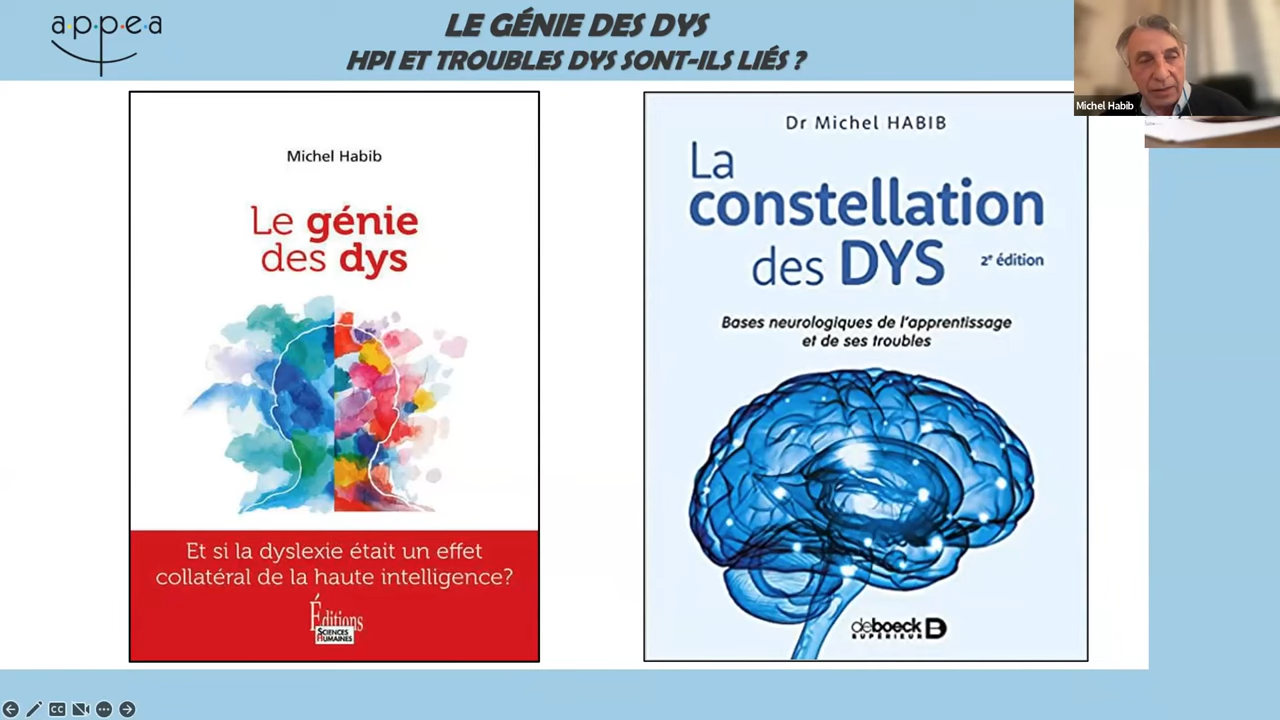 appea
LE GÉNIE DES DYS
HPI ET TROUBLES DYS SONT-ILS LIÉS ?
Michel Habib
Michel Habib
Le génie
des dys
Et si la dyslexie était un effet
collatéral de la haute intelligence?
Éditions
SCIENCES
HUMAINES
Dr Michel HABIB
La
constellation
des DYS
2e édition
Bases neurologiques de l'apprentissage
et de ses troubles
deboeck B
SUPÉRIEUR
CC